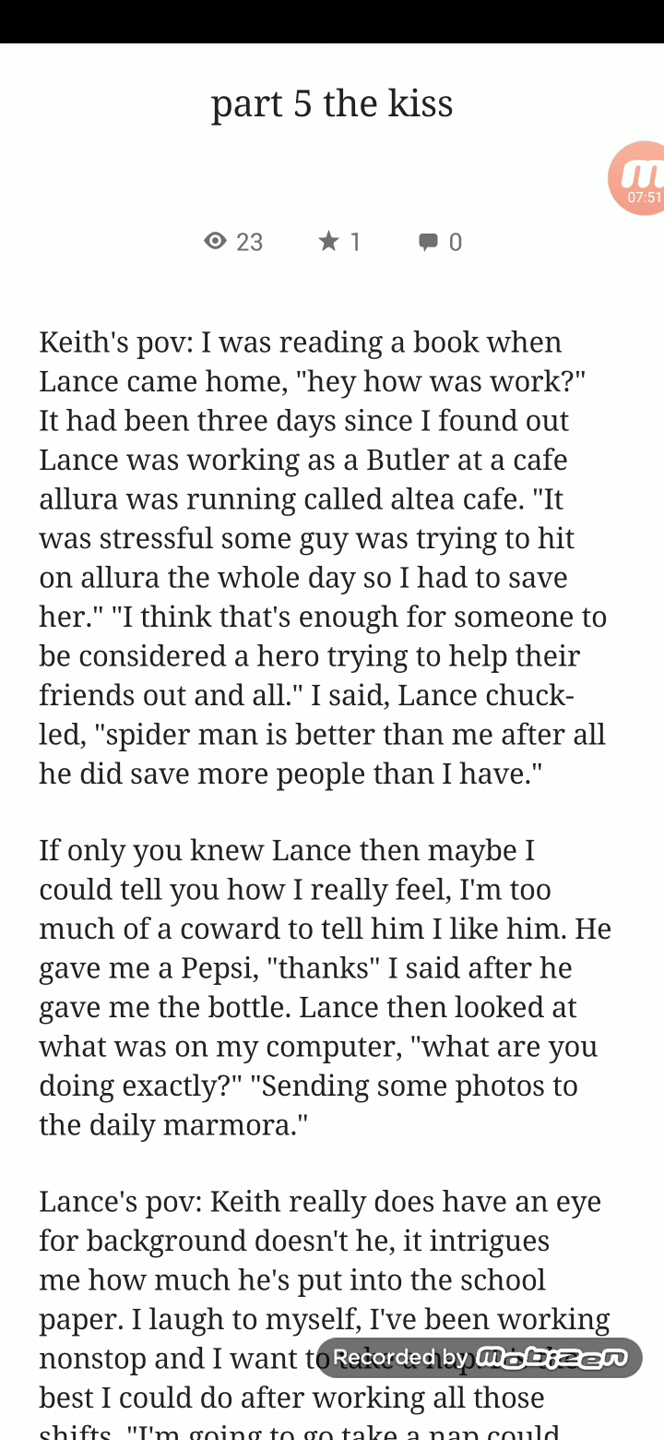 part 5 the kiss
07:51
23
1
0
Keith's pov: I was reading a book when
Lance came home, "hey how was work?"
It had been three days since I found out
Lance was working as a Butler at a cafe
allura was running called altea cafe. "It
was stressful some guy was trying to hit
on allura the whole day so I had to save
her." "I think that's enough for someone to
be considered a hero trying to help their
friends out and all." I said, Lance chuck-
led, "spider man is better than me after all
he did save more people than I have."
If only you knew Lance then maybe I
could tell you how I really feel, I'm too
much of a coward to tell him I like him. He
gave me a Pepsi, "thanks" I said after he
gave me the bottle. Lance then looked at
what was on my computer, "what are you
doing exactly?" "Sending some photos to
the daily marmora."
Lance's pov: Keith really does have an eye
for background doesn't he, it intrigues
me how much he's put into the school
paper. I laugh to myself, I've been working
nonstop and I want to
Recorded by mobizen
best I could do after working all those
shifts. "I'm going to go take a nap could